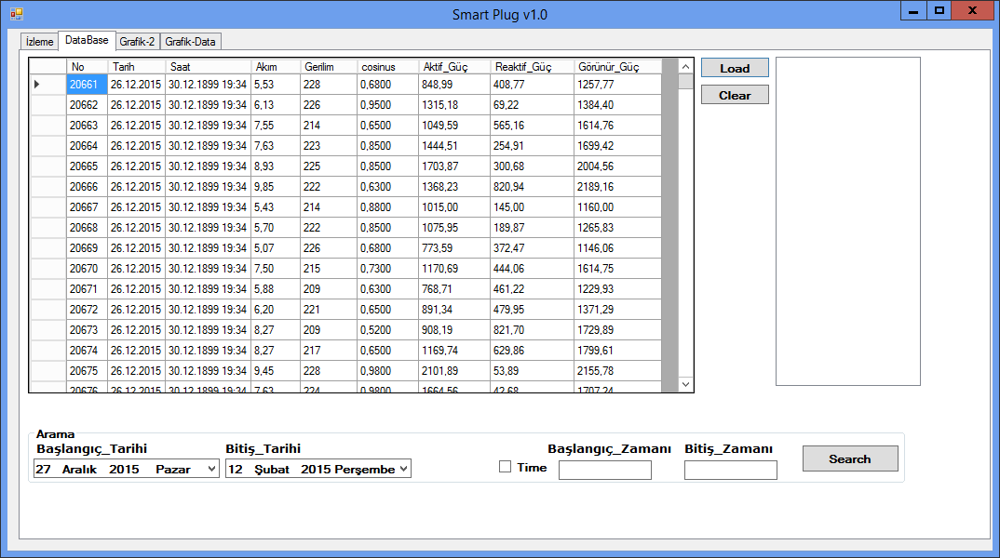 Smart Plug v1.0
İzleme DataBase Grafik-2 Grafik-Data
No Tarih Saat Akım Gerilim cosinus Aktif_Güç Reaktif_Güç Görünür_Güç
20661 26.12.2015 30.12.1899 19:34 5,53 228 0,6800 848,99 408,77 1257,77
20662 26.12.2015 30.12.1899 19:34 6,13 226 0,9500 1315,18 69,22 1384,40
20663 26.12.2015 30.12.1899 19:34 7,55 214 0,6500 1049,59 565,16 1614,76
20664 26.12.2015 30.12.1899 19:34 7,63 223 0,8500 1444,51 254,91 1699,42
20665 26.12.2015 30.12.1899 19:34 8,93 225 0,8500 1703,87 300,68 2004,56
20666 26.12.2015 30.12.1899 19:34 9,85 222 0,6300 1368,23 820,94 2189,16
20667 26.12.2015 30.12.1899 19:34 5,43 214 0,8800 1015,00 145,00 1160,00
20668 26.12.2015 30.12.1899 19:34 5,70 222 0,8500 1075,95 189,87 1265,83
20669 26.12.2015 30.12.1899 19:34 5,07 226 0,6800 773,59 372,47 1146,06
20670 26.12.2015 30.12.1899 19:34 7,50 215 0,7300 1170,69 444,06 1614,75
20671 26.12.2015 30.12.1899 19:34 5,88 209 0,6300 768,71 461,22 1229,93
20672 26.12.2015 30.12.1899 19:34 6,20 221 0,6500 891,34 479,95 1371,29
20673 26.12.2015 30.12.1899 19:34 8,27 209 0,5200 908,19 821,70 1729,89
20674 26.12.2015 30.12.1899 19:34 8,27 217 0,6500 1169,74 629,86 1799,61
20675 26.12.2015 30.12.1899 19:34 9,45 228 0,9800 2101,89 53,89 2155,78
20676 26.12.2015 30.12.1899 19:34 7,63 224 0,9800 1664,56 42,68 1707,24
Load
Clear
Arama
Başlangıç_Tarihi Bitiş_Tarihi Başlangıç_Zamanı Bitiş_Zamanı
27 Aralık 2015 Pazar 12 Şubat 2015 Perşembe Time Search